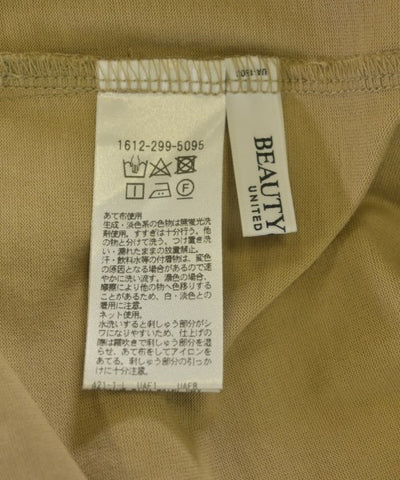 1612-299-5095
あて布使用
生成・淡色系の色物は無蛍光洗
剤使用。すすぎは十分行う。他
の物と分けて洗う。つけ置き洗
い・濡れたままの放置禁止。
汗・飲料水等の付着物は、変色
の原因となる場合があるので速
やかに洗い流す。濃色の場合、
摩擦により他の物へ色移りする
ことがあるため、白・淡色との
着用に注意。
ネット使用。
水洗いすると刺しゅう部分がシ
ワになりやすいため、仕上げの
際は霧吹きで刺しゅう部分を湿
らせ、あて布をしてアイロンを
あてる。刺しゅう部分の引っか
けに十分注意。
BEAUTY
UNITED